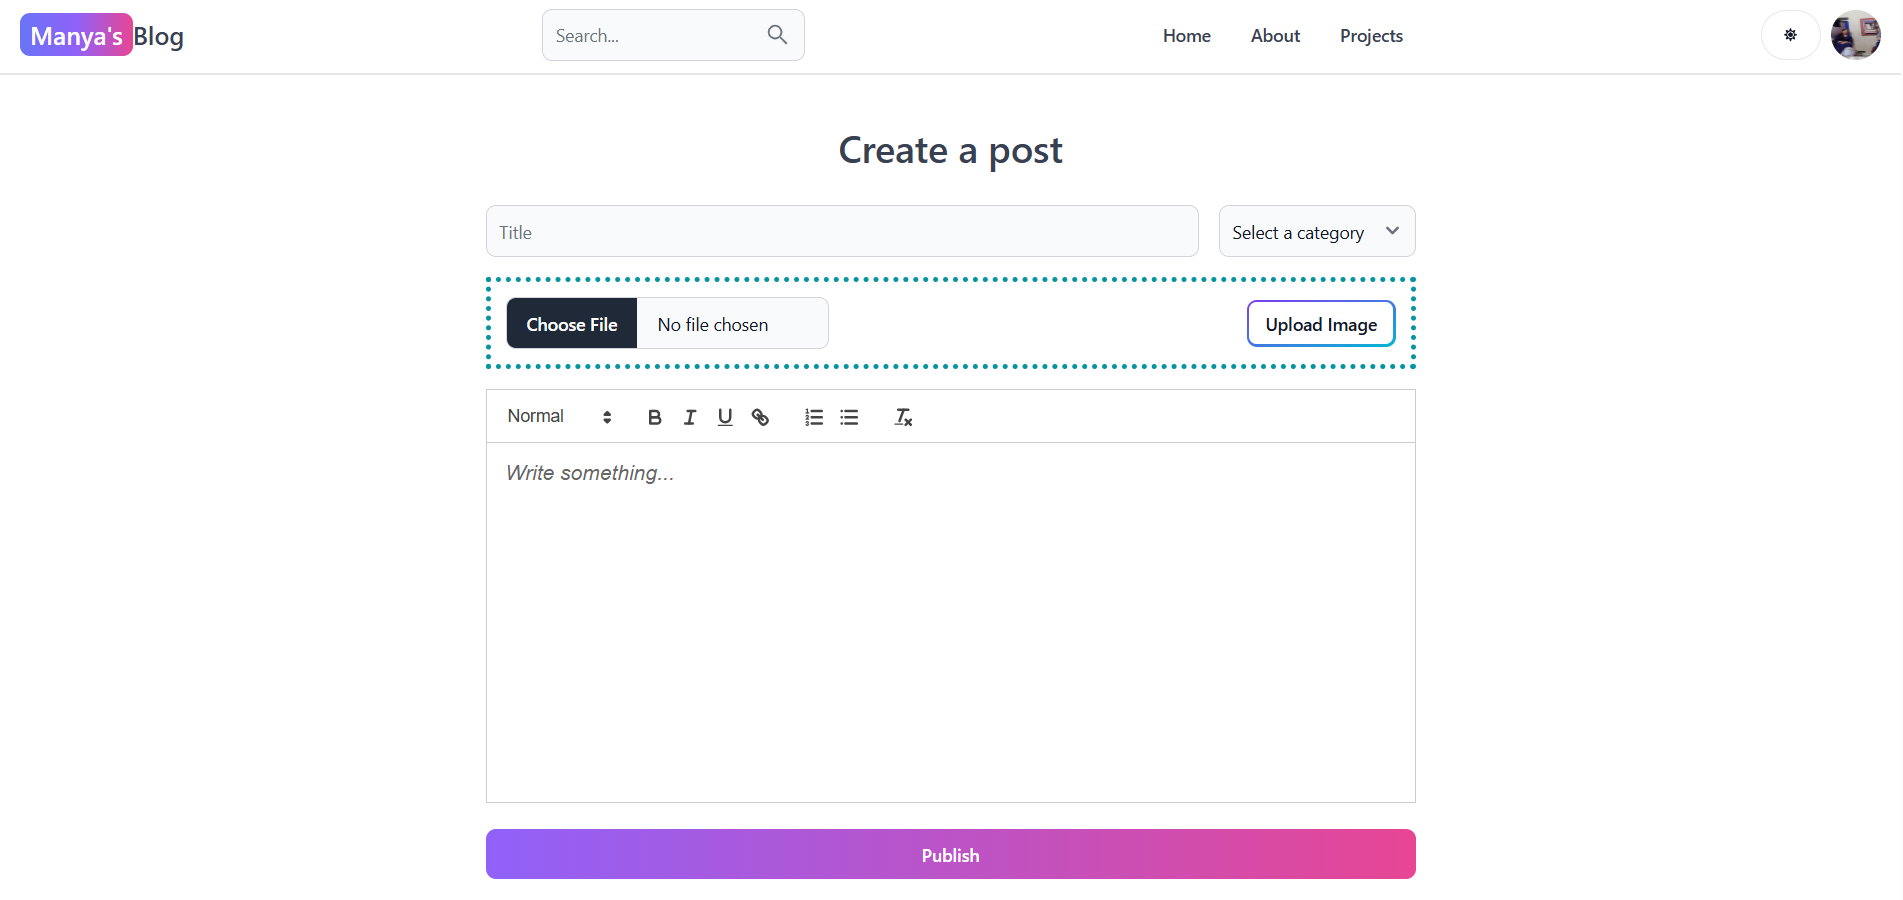 Manya's Blog
Search...
Home About Projects
Create a post
Title
Select a category
Choose File No file chosen
Upload Image
Normal
Write something...
Publish